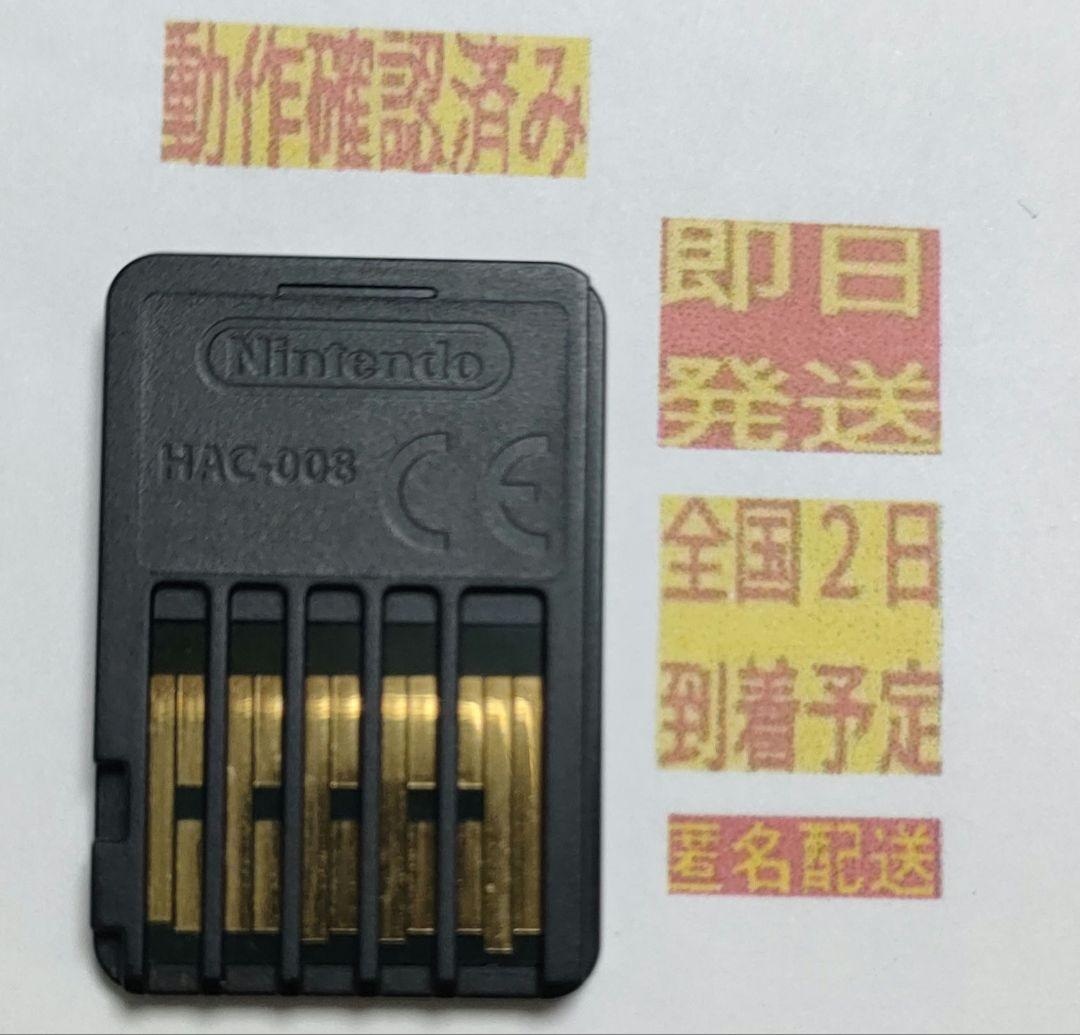 動作確認済み
Nintendo
HAC-008
CE
即日
発送
全国2日
到着予定
匿名配送